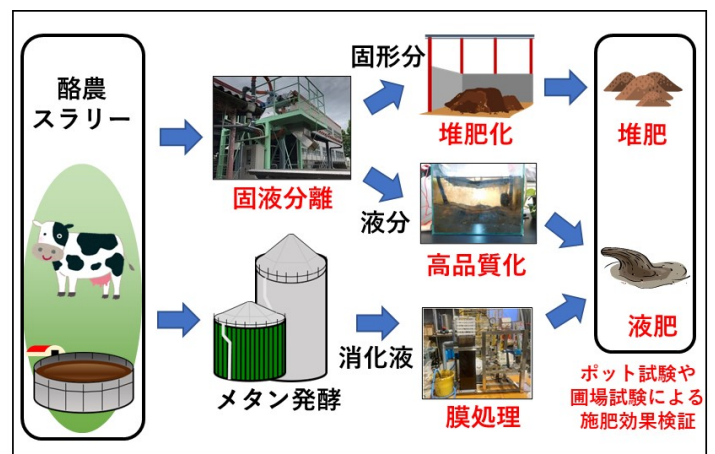 酪農
スラリー
固液分離
固形分
堆肥化
堆肥
液分
高品質化
メタン発酵
消化液
膜処理
液肥
ポット試験や
圃場試験による
施肥効果検証